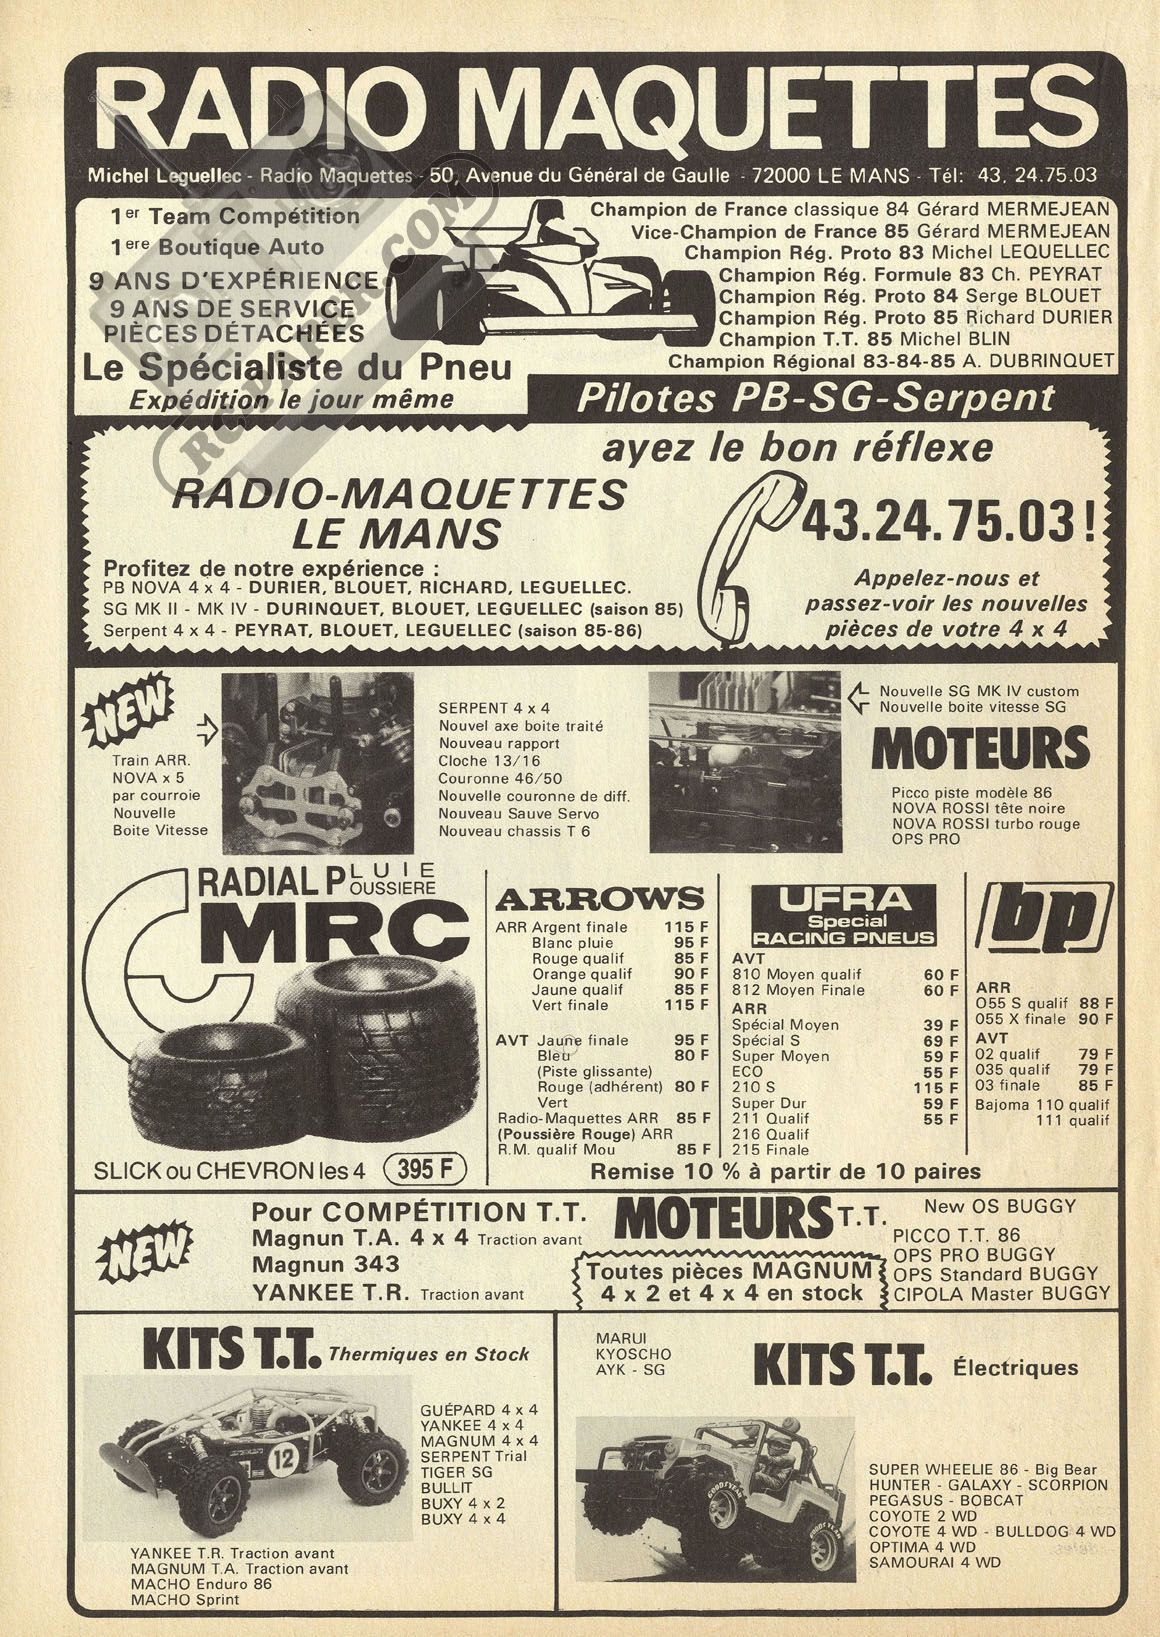 RADIO MAQUETTES
Michel Leguellec - Radio Maquettes - 50, Avenue du Général de Gaulle - 72000 LE MANS - Tél: 43, 24.75.03
1er Team Compétition
1ere Boutique Auto
9 ANS D'EXPÉRIENCE
9 ANS DE SERVICE
PIÈCES DÉTACHÉES
Le Spécialiste du Pneu
Expédition le jour même
Champion de France classique 84 Gérard MERMEJEAN
Vice-Champion de France 85 Gérard MERMEJEAN
Champion Rég. Proto 83 Michel LEQUELLEC
Champion Rég. Formule 83 Ch. PEYRAT
Champion Rég. Proto 84 Serge BLOUET
Champion Rég. Proto 85 Richard DURIER
Champion T.T. 85 Michel BLIN
Champion Régional 83-84-85 A. DUBRINQUET
RC-PAPER.COM
Pilotes PB-SG-Serpent
ayez le bon réflexe
RADIO-MAQUETTES
LE MANS
43.24.75.03!
Profitez de notre expérience :
PB NOVA 4 x 4 - DURIER, BLOUET, RICHARD, LEGUELLEC.
SG MK II - MK IV - DURINQUET, BLOUET, LEGUELLEC (saison 85)
Serpent 4 x 4 - PEYRAT, BLOUET, LEGUELLEC (saison 85-86)
Appelez-nous et
passez-voir les nouvelles
pièces de votre 4 x 4
NEW
Train ARR.
NOVA x 5
par courroie
Nouvelle
Boite Vitesse
SERPENT 4 x 4
Nouvel axe boite traité
Nouveau rapport
Cloche 13/16
Couronne 46/50
Nouvelle couronne de diff.
Nouveau Sauve Servo
Nouveau chassis T 6
Nouvelle SG MK IV custom
Nouvelle boite vitesse SG
MOTEURS
Picco piste modèle 86
NOVA ROSSI tête noire
NOVA ROSSI turbo rouge
OPS PRO
RADIAL PLUIE
POUSSIERE
MRC
SLICK ou CHEVRON les 4 395 F
ARROWS
ARR Argent finale 115 F
Blanc pluie 95 F
Rouge qualif 85 F
Orange qualif 90 F
Jaune qualif 85 F
Vert finale 115 F
AVT Jaune finale 95 F
Bleu 80 F
(Piste glissante)
Rouge (adhérent) 80 F
Vert
Radio-Maquettes ARR 85 F
(Poussière Rouge) ARR
R.M. qualif Mou 85 F
UFRA
Special
RACING PNEUS
AVT
810 Moyen qualif 60 F
812 Moyen Finale 60 F
ARR
Spécial Moyen 39 F
Spécial S 69 F
Super Moyen 59 F
ECO 55 F
210 S 115 F
Super Dur 59 F
211 Qualif 55 F
216 Qualif
215 Finale
bp
ARR
O55 S qualif 88 F
055 X finale 90 F
AVT
02 qualif 79 F
035 qualif 79 F
03 finale 85 F
Bajoma 110 qualif
111 qualif
Remise 10 % à partir de 10 paires
NEW
Pour COMPÉTITION T.T.
Magnun T.A. 4 x 4 Traction avant
Magnun 343
YANKEE T.R. Traction avant
MOTEURS T.T.
Toutes pièces MAGNUM
4 x 2 et 4 x 4 en stock
New OS BUGGY
PICCO T.T. 86
OPS PRO BUGGY
OPS Standard BUGGY
CIPOLA Master BUGGY
KITS T.T. Thermiques en Stock
12
GUÉPARD 4 x 4
YANKEE 4 x 4
MAGNUM 4 x 4
SERPENT Trial
TIGER SG
BULLIT
BUXY 4 x 2
BUXY 4 x 4
YANKEE T.R. Traction avant
MAGNUM T.A. Traction avant
MACHO Enduro 86
MACHO Sprint
MARUI
KYOSCHO
AYK - SG
KITS T.T. Électriques
GOODYEAR
GOODYEAR
SUPER WHEELIE 86 - Big Bear
HUNTER - GALAXY - SCORPION
PEGASUS - BOBCAT
COYOTE 2 WD
COYOTE 4 WD - BULLDOG 4 WD
OPTIMA 4 WD
SAMOURAI 4 WD